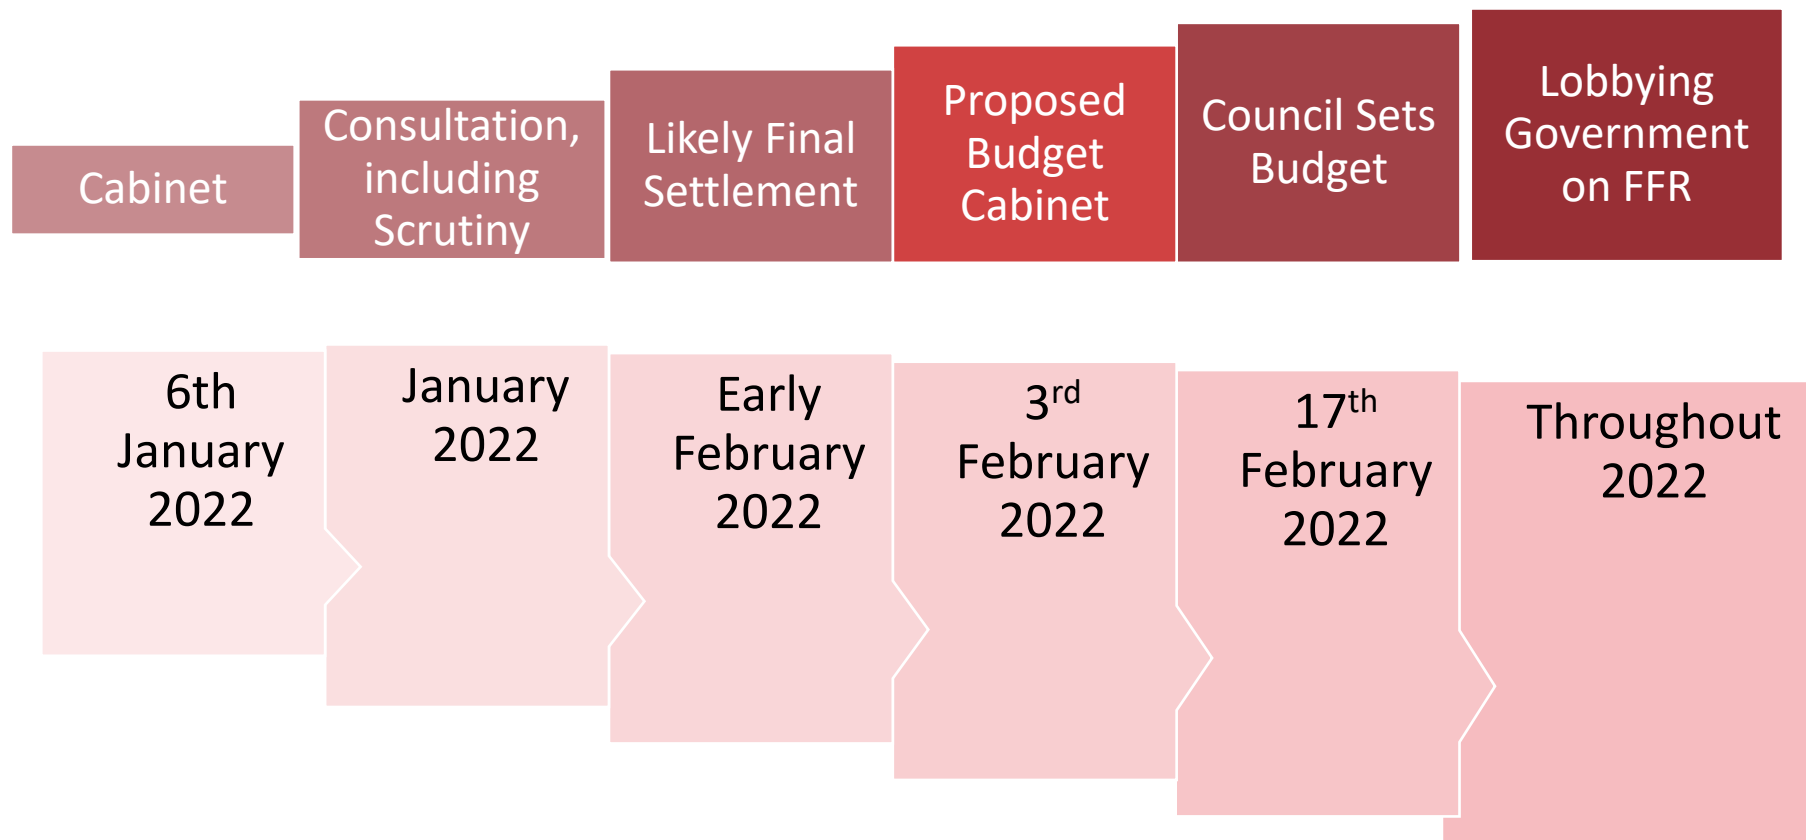 Cabinet
Consultation,
including
Scrutiny
Likely Final
Settlement
Proposed
Budget
Cabinet
Council Sets
Budget
Lobbying
Government
on FFR
6th
January
2022
January
2022
Early
February
2022
3rd
February
2022
17th
February
2022
Throughout
2022